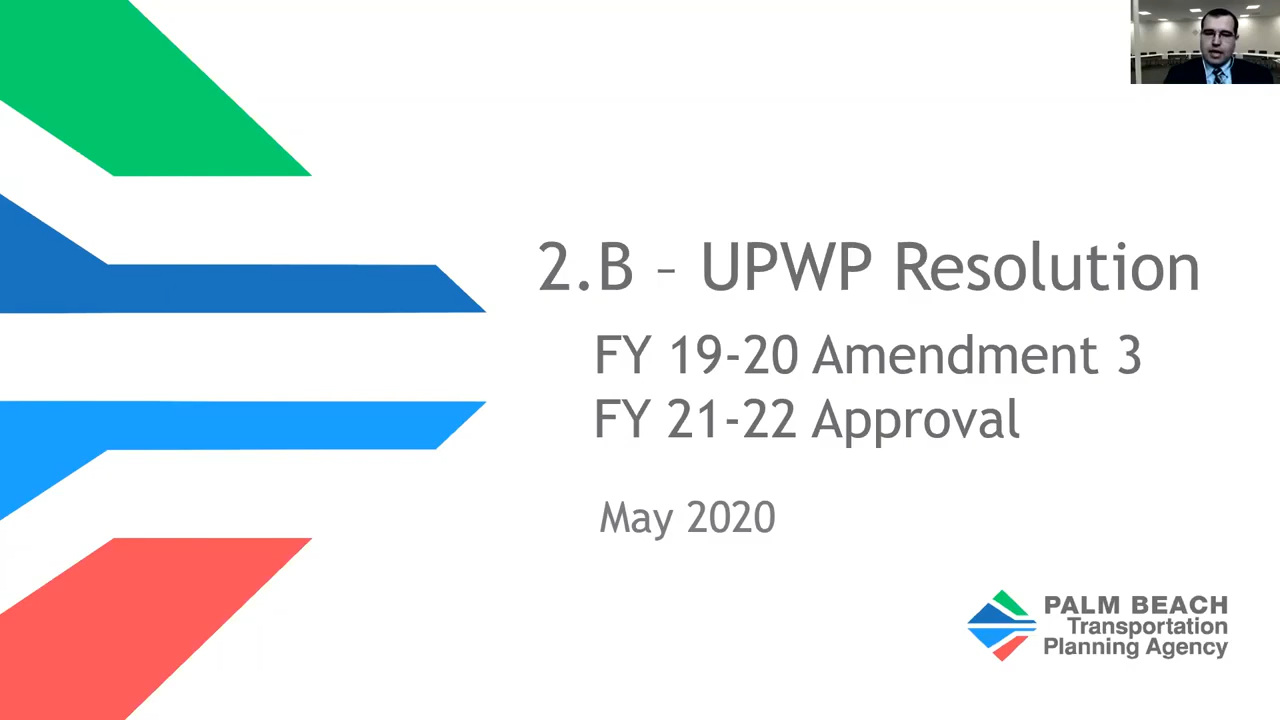 2.B – UPWP Resolution
FY 19-20 Amendment 3
FY 21-22 Approval
May 2020
PALM BEACH
Transportation
Planning Agency